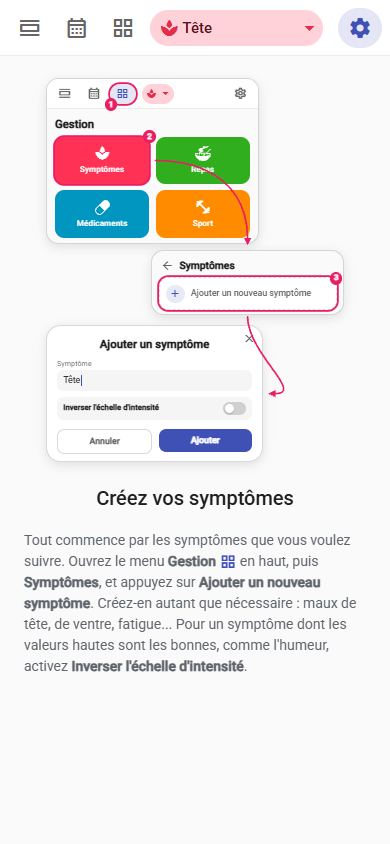 Tête
1
Gestion
2
Symptômes
Repas
Médicaments
Sport
Symptômes
3
Ajouter un nouveau symptôme
Ajouter un symptôme
Symptôme
Tête
Inverser l'échelle d'intensité
Annuler
Ajouter
Créez vos symptômes
Tout commence par les symptômes que vous voulez
suivre. Ouvrez le menu Gestion en haut, puis
Symptômes, et appuyez sur Ajouter un nouveau
symptôme. Créez-en autant que nécessaire : maux de
tête, de ventre, fatigue... Pour un symptôme dont les
valeurs hautes sont les bonnes, comme l'humeur,
activez Inverser l'échelle d'intensité.